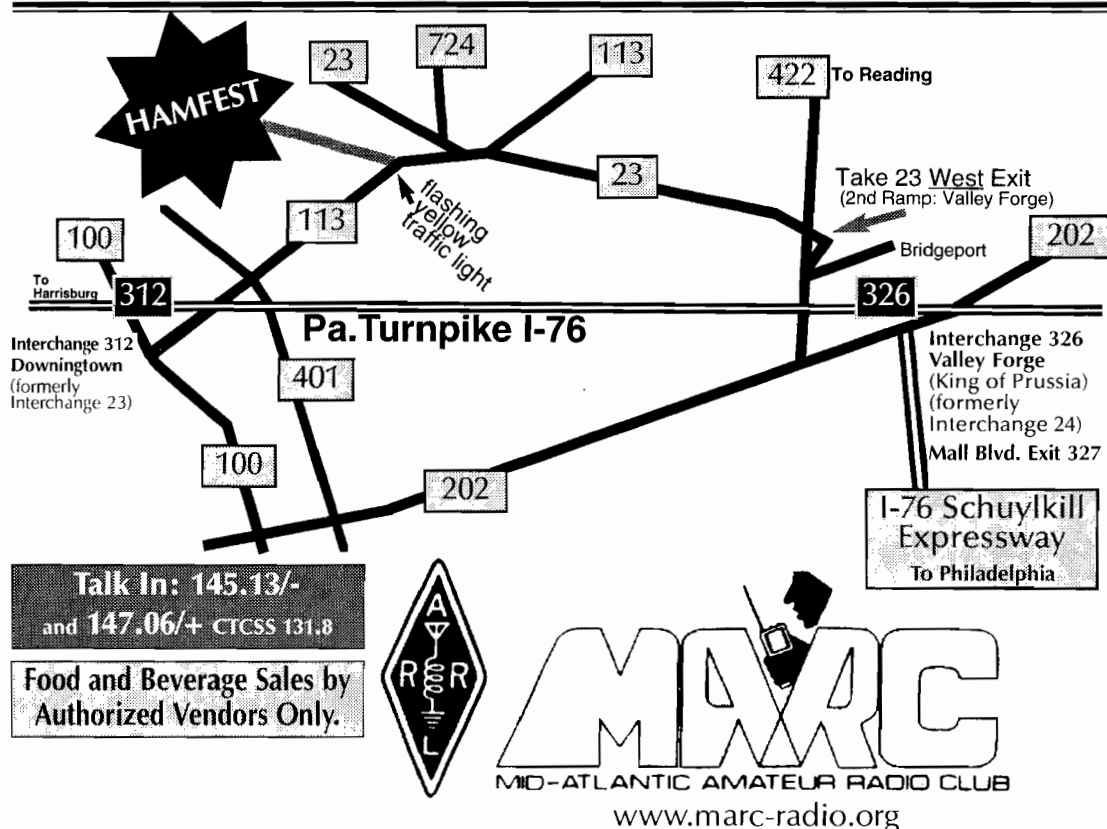 HAMFEST
23
724
113
422
To Reading
23
Take 23 West Exit
(2nd Ramp: Valley Forge)
flashing
yellow
traffic light
113
100
Bridgeport
202
To
Harrisburg
312
326
Pa.Turnpike I-76
Interchange 312
Downingtown
(formerly
Interchange 23)
401
Interchange 326
Valley Forge
(King of Prussia)
(formerly
Interchange 24)
Mall Blvd. Exit 327
100
202
I-76 Schuylkill
Expressway
To Philadelphia
Talk In: 145.13/-
and 147.06/+ CTCSS 131.8
Food and Beverage Sales by
Authorized Vendors Only.
A
R R
L
MARC
MID-ATLANTIC AMATEUR RADIO CLUB
www.marc-radio.org